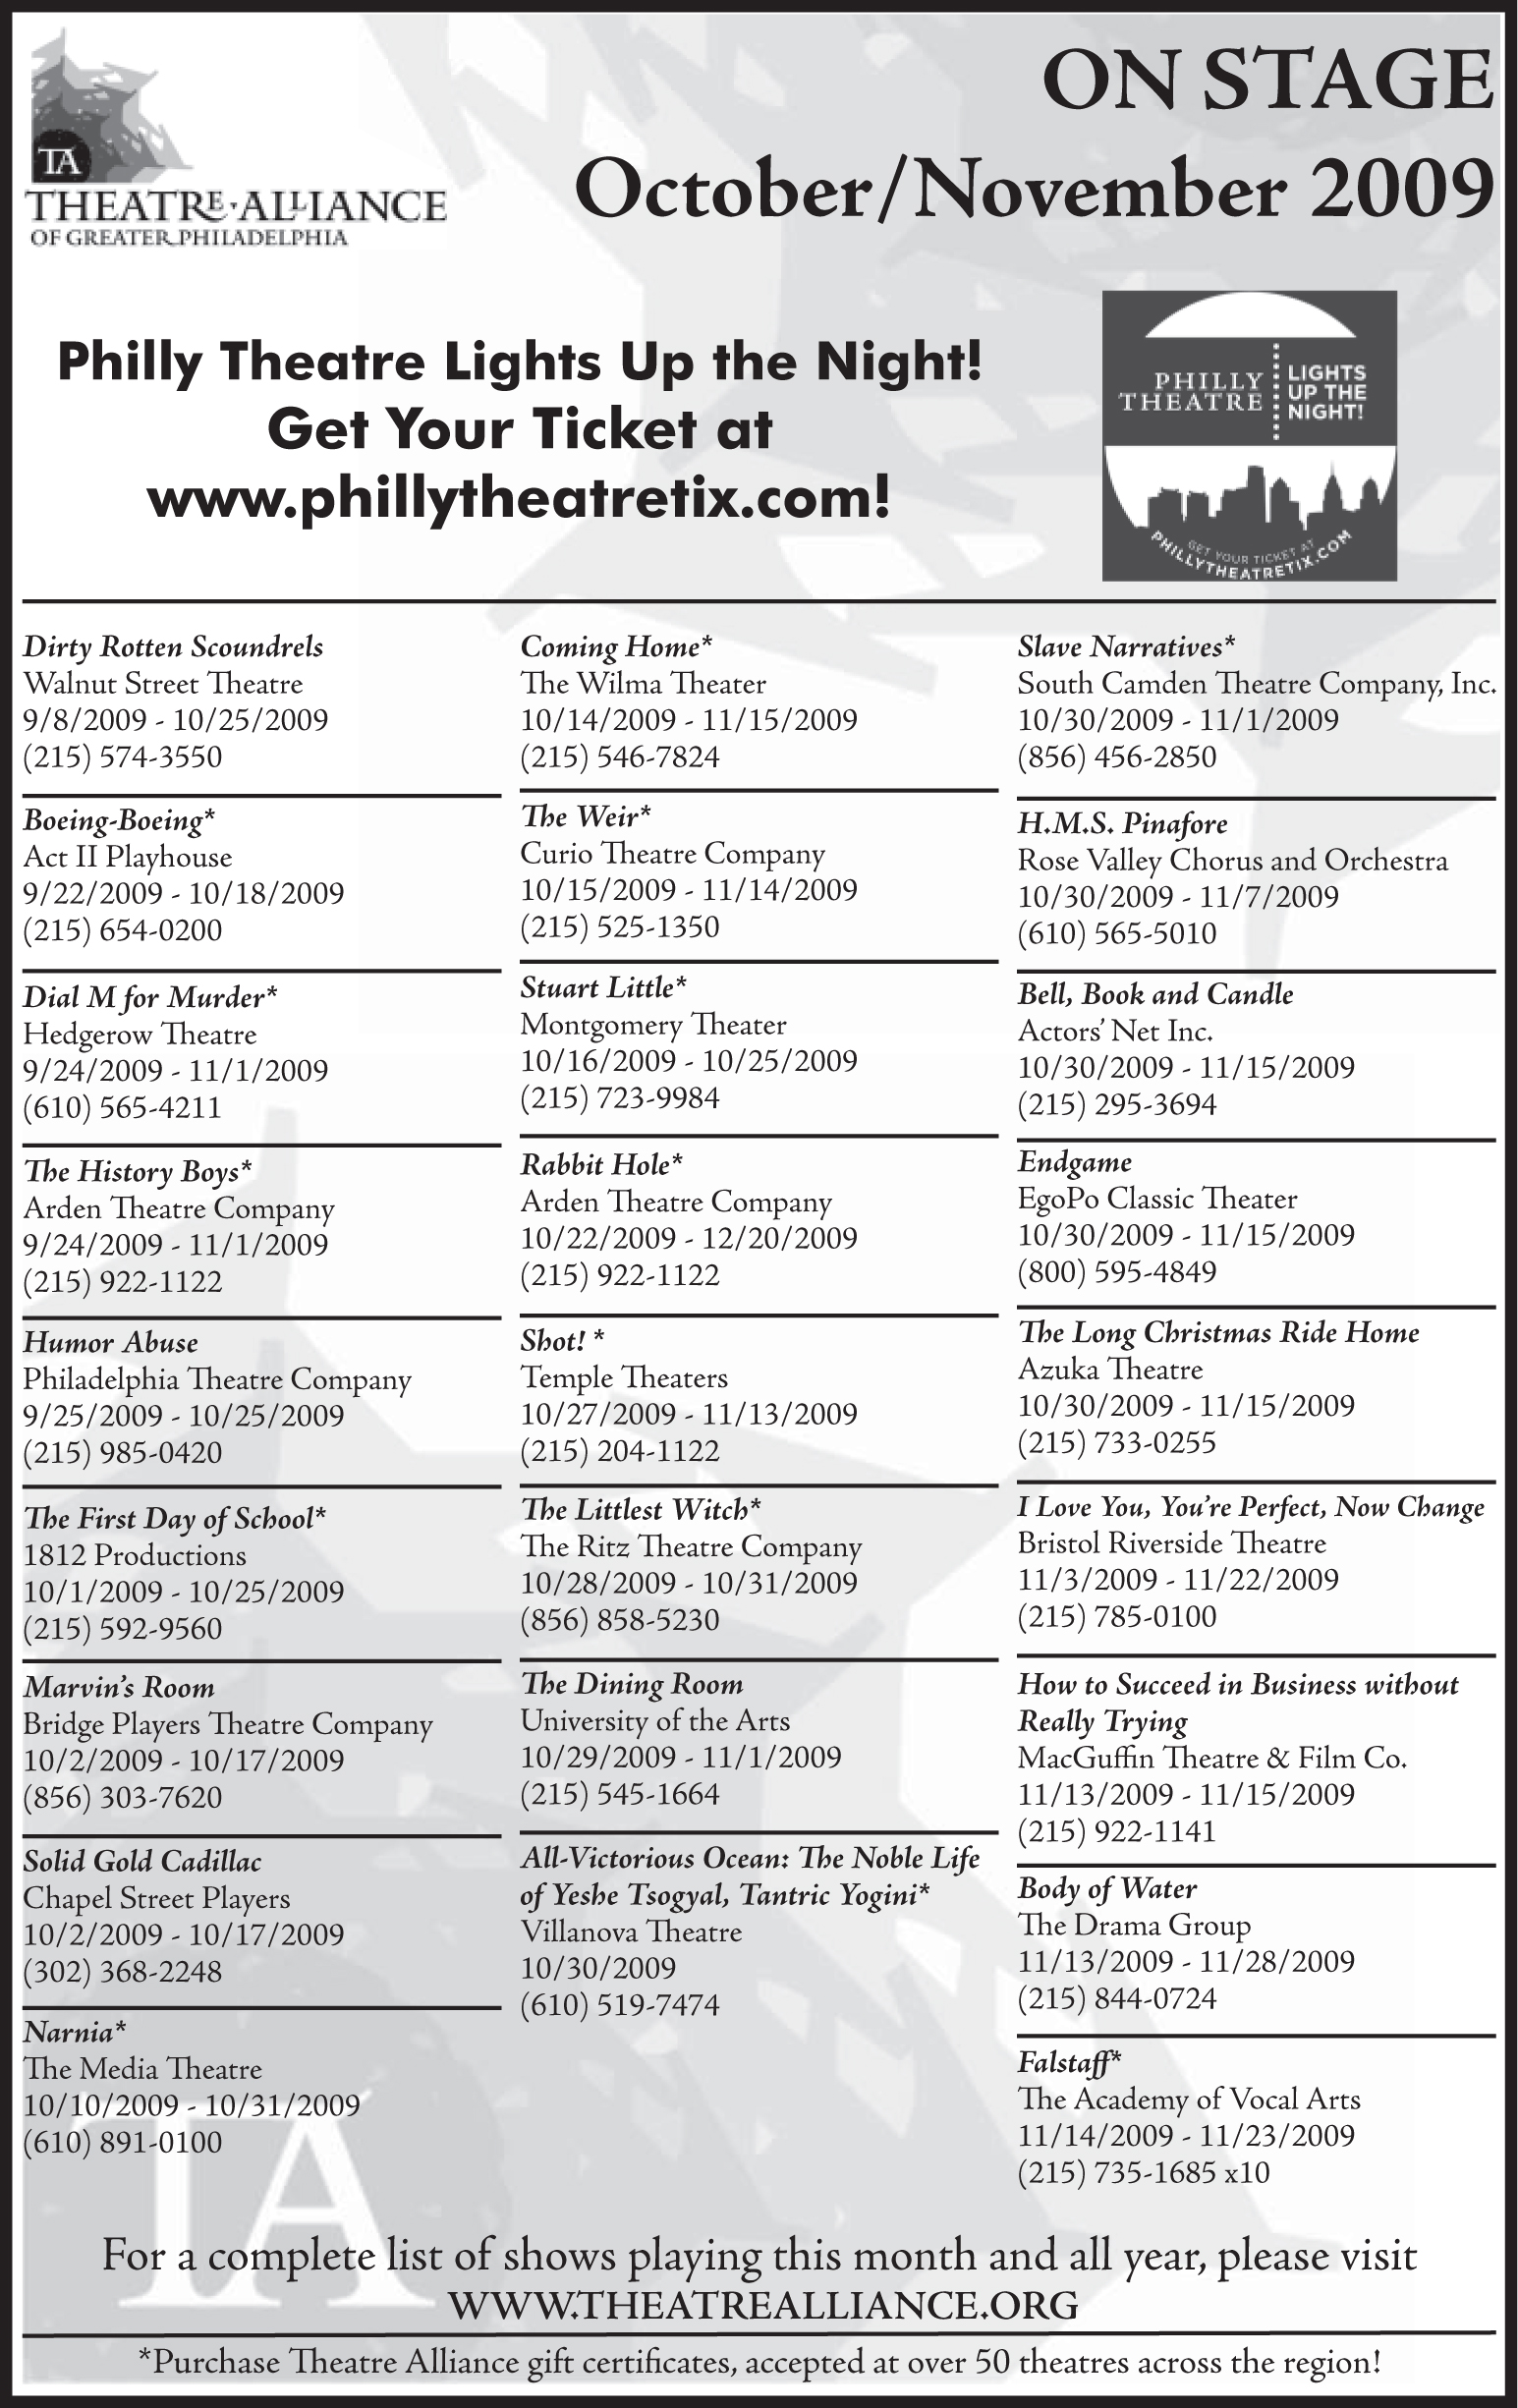 TA
THEATRE·ALLIANCE
OF GREATER PHILADELPHIA
ON STAGE
October/November 2009
Philly Theatre Lights Up the Night!
Get Your Ticket at
www.phillytheatretix.com!
PHILLY
THEATRE
LIGHTS
UP THE
NIGHT!
GET YOUR TICKET AT
PHILLYTHEATRETIX.COM
Dirty Rotten Scoundrels
Walnut Street Theatre
9/8/2009 - 10/25/2009
(215) 574-3550
Boeing-Boeing*
Act II Playhouse
9/22/2009 - 10/18/2009
(215) 654-0200
Dial M for Murder*
Hedgerow Theatre
9/24/2009 - 11/1/2009
(610) 565-4211
The History Boys*
Arden Theatre Company
9/24/2009 - 11/1/2009
(215) 922-1122
Humor Abuse
Philadelphia Theatre Company
9/25/2009 - 10/25/2009
(215) 985-0420
The First Day of School*
1812 Productions
10/1/2009 - 10/25/2009
(215) 592-9560
Marvin's Room
Bridge Players Theatre Company
10/2/2009 - 10/17/2009
(856) 303-7620
Solid Gold Cadillac
Chapel Street Players
10/2/2009 - 10/17/2009
(302) 368-2248
Narnia*
The Media Theatre
10/10/2009 - 10/31/2009
(610) 891-0100
Coming Home*
The Wilma Theater
10/14/2009 - 11/15/2009
(215) 546-7824
The Weir*
Curio Theatre Company
10/15/2009 - 11/14/2009
(215) 525-1350
Stuart Little*
Montgomery Theater
10/16/2009 - 10/25/2009
(215) 723-9984
Rabbit Hole*
Arden Theatre Company
10/22/2009 - 12/20/2009
(215) 922-1122
Shot! *
Temple Theaters
10/27/2009 - 11/13/2009
(215) 204-1122
The Littlest Witch*
The Ritz Theatre Company
10/28/2009 - 10/31/2009
(856) 858-5230
The Dining Room
University of the Arts
10/29/2009 - 11/1/2009
(215) 545-1664
All-Victorious Ocean: The Noble Life
of Yeshe Tsogyal, Tantric Yogini*
Villanova Theatre
10/30/2009
(610) 519-7474
Slave Narratives*
South Camden Theatre Company, Inc.
10/30/2009 - 11/1/2009
(856) 456-2850
H.M.S. Pinafore
Rose Valley Chorus and Orchestra
10/30/2009 - 11/7/2009
(610) 565-5010
Bell, Book and Candle
Actors' Net Inc.
10/30/2009 - 11/15/2009
(215) 295-3694
Endgame
EgoPo Classic Theater
10/30/2009 - 11/15/2009
(800) 595-4849
The Long Christmas Ride Home
Azuka Theatre
10/30/2009 - 11/15/2009
(215) 733-0255
I Love You, You're Perfect, Now Change
Bristol Riverside Theatre
11/3/2009 - 11/22/2009
(215) 785-0100
How to Succeed in Business without
Really Trying
MacGuffin Theatre & Film Co.
11/13/2009 - 11/15/2009
(215) 922-1141
Body of Water
The Drama Group
11/13/2009 - 11/28/2009
(215) 844-0724
Falstaff*
The Academy of Vocal Arts
11/14/2009 - 11/23/2009
(215) 735-1685 x10
TA
For a complete list of shows playing this month and all year, please visit
WWW.THEATREALLIANCE.ORG
*Purchase Theatre Alliance gift certificates, accepted at over 50 theatres across the region!